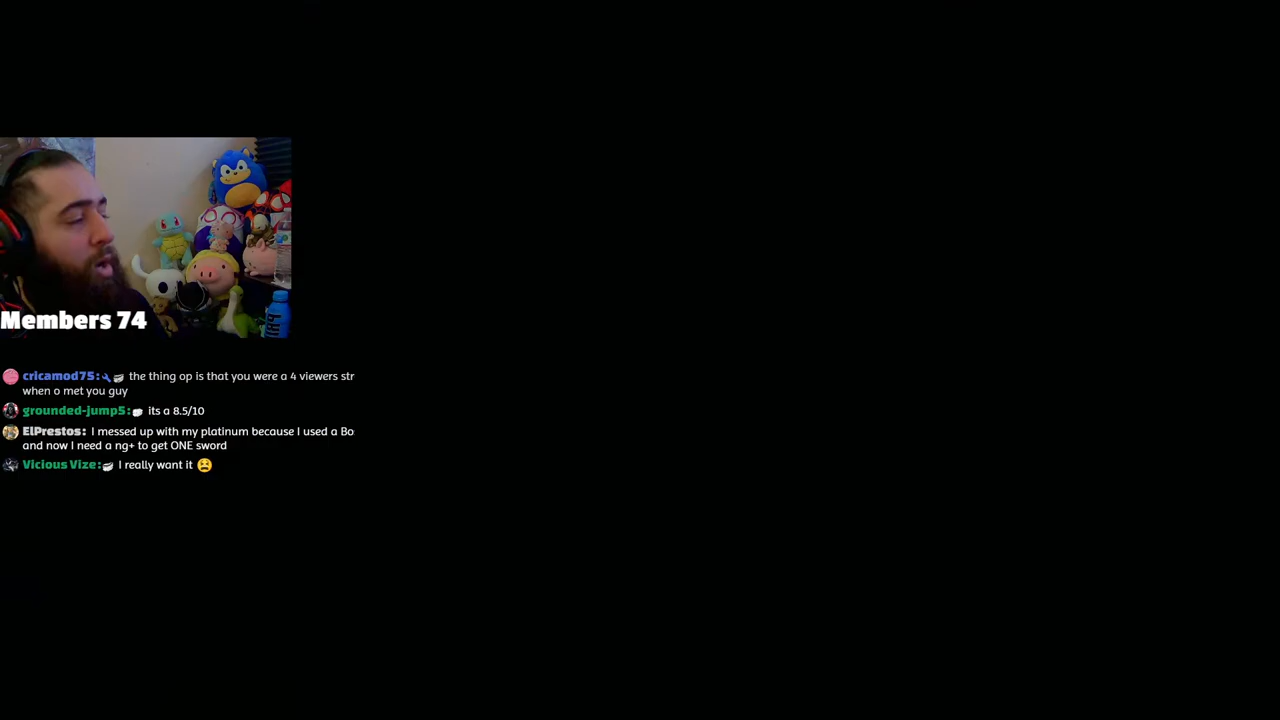 Members 74
cricamod75: the thing op is that you were a 4 viewers str
when o met you guy
grounded-jump5: its a 8.5/10
ElPrestos: I messed up with my platinum because I used a Bo
and now I need a ng+ to get ONE sword
Vicious Vize: I really want it 😫